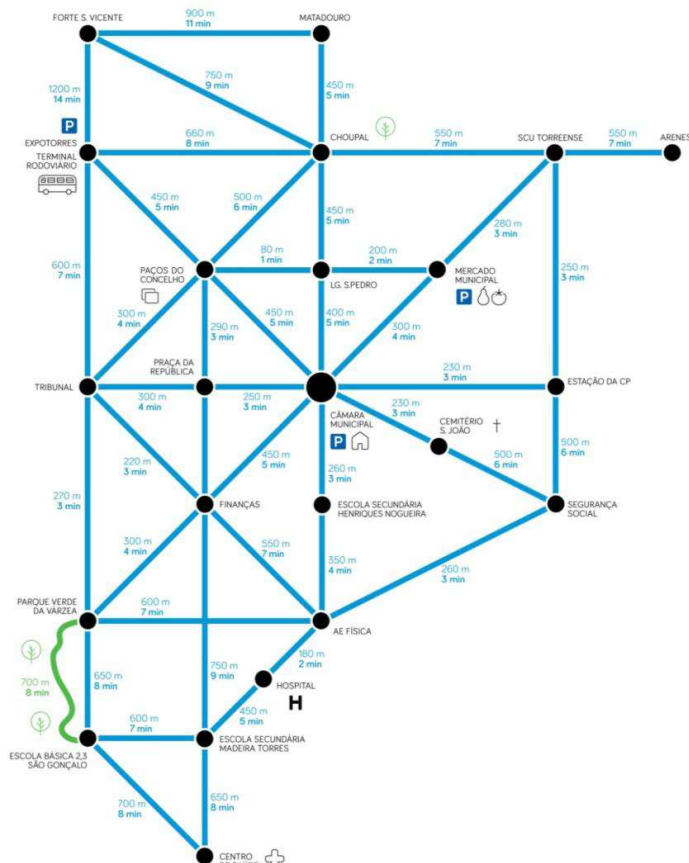 900 m
11 min
FORTE S. VICENTE
MATADOURO
750 m
9 min
450 m
5 min
1200 m
14 min
P
660 m
8 min
550 m
7 min
550 m
7 min
EXPOTORRES
TERMINAL
RODOVIÁRIO
CHOUPAL
SCU TORREENSE
ARENES
450 m
5 min
500 m
6 min
450 m
5 min
280 m
3 min
600 m
7 min
80 m
1 min
200 m
2 min
250 m
3 min
PAÇOS DO
CONCELHO
LG. S.PEDRO
MERCADO
MUNICIPAL
P
300 m
4 min
290 m
3 min
450 m
5 min
400 m
5 min
300 m
4 min
PRAÇA DA
REPÚBLICA
230 m
3 min
TRIBUNAL
ESTAÇÃO DA CP
300 m
4 min
250 m
3 min
CÂMARA
MUNICIPAL
P
230 m
3 min
CEMITÉRIO
S. JOÃO
220 m
3 min
450 m
5 min
260 m
3 min
500 m
6 min
500 m
6 min
270 m
3 min
FINANÇAS
ESCOLA SECUNDÁRIA
HENRIQUES NOGUEIRA
SEGURANÇA
SOCIAL
300 m
4 min
550 m
7 min
350 m
4 min
260 m
3 min
PARQUE VERDE
DA VÁRZEA
600 m
7 min
AE FÍSICA
180 m
2 min
700 m
8 min
650 m
8 min
750 m
9 min
HOSPITAL
H
450 m
5 min
600 m
7 min
ESCOLA BÁSICA 2,3
SÃO GONÇALO
ESCOLA SECUNDÁRIA
MADEIRA TORRES
700 m
8 min
650 m
8 min
CENTRO